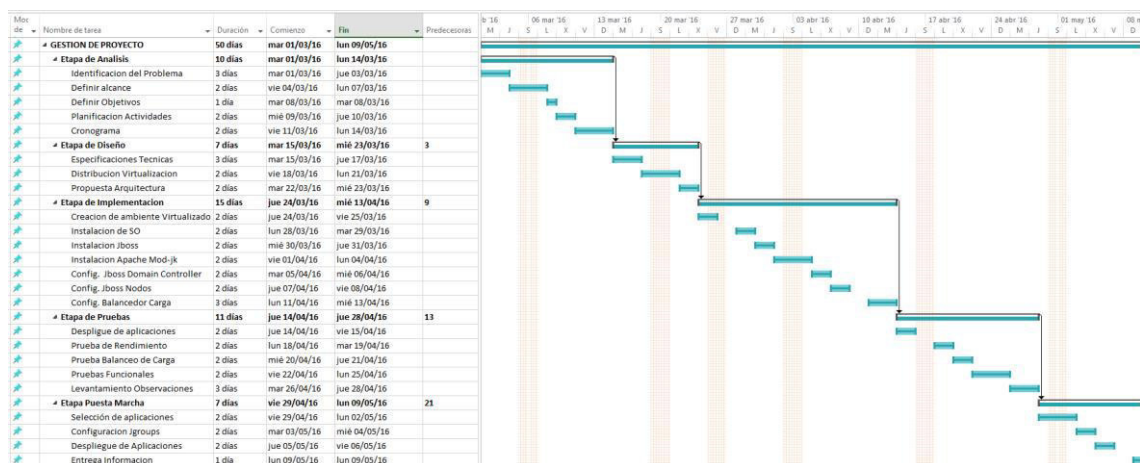 Moc de Nombre de tarea Duración Comienzo Fin Predecesoras
b '16 06 mar '16 13 mar '16 20 mar '16 27 mar '16 03 abr '16 10 abr '16 17 abr '16 24 abr '16 01 may '16 08 m
M J S L X V D M J S L X V D M J S L X V D M J S L X V D M J S L X V D
GESTION DE PROYECTO 50 días mar 01/03/16 lun 09/05/16
Etapa de Analisis 10 días mar 01/03/16 lun 14/03/16
Identificacion del Problema 3 días mar 01/03/16 jue 03/03/16
Definir alcance 2 días vie 04/03/16 lun 07/03/16
Definir Objetivos 1 día mar 08/03/16 mar 08/03/16
Planificacion Actividades 2 días mié 09/03/16 jue 10/03/16
Cronograma 2 días vie 11/03/16 lun 14/03/16
Etapa de Diseño 7 días mar 15/03/16 mié 23/03/16 3
Especificaciones Tecnicas 3 días mar 15/03/16 jue 17/03/16
Distribucion Virtualizacion 2 días vie 18/03/16 lun 21/03/16
Propuesta Arquitectura 2 días mar 22/03/16 mié 23/03/16
Etapa de Implementacion 15 días jue 24/03/16 mié 13/04/16 9
Creacion de ambiente Virtualizado 2 días jue 24/03/16 vie 25/03/16
Instalacion de SO 2 días lun 28/03/16 mar 29/03/16
Instalacion Jboss 2 días mié 30/03/16 jue 31/03/16
Instalacion Apache Mod-jk 2 días vie 01/04/16 lun 04/04/16
Config. Jboss Domain Controller 2 días mar 05/04/16 mié 06/04/16
Config. Jboss Nodos 2 días jue 07/04/16 vie 08/04/16
Config. Balancedor Carga 3 días lun 11/04/16 mié 13/04/16
Etapa de Pruebas 11 días jue 14/04/16 jue 28/04/16 13
Despligue de aplicaciones 2 días jue 14/04/16 vie 15/04/16
Prueba de Rendimiento 2 días lun 18/04/16 mar 19/04/16
Prueba Balanceo de Carga 2 días mié 20/04/16 jue 21/04/16
Pruebas Funcionales 2 días vie 22/04/16 lun 25/04/16
Levantamiento Observaciones 3 días mar 26/04/16 jue 28/04/16
Etapa Puesta Marcha 7 días vie 29/04/16 lun 09/05/16 21
Selección de aplicaciones 2 días vie 29/04/16 lun 02/05/16
Configuracion Jgroups 2 días mar 03/05/16 mié 04/05/16
Despliegue de Aplicaciones 2 días jue 05/05/16 vie 06/05/16
Entrega Informacion 1 día lun 09/05/16 lun 09/05/16